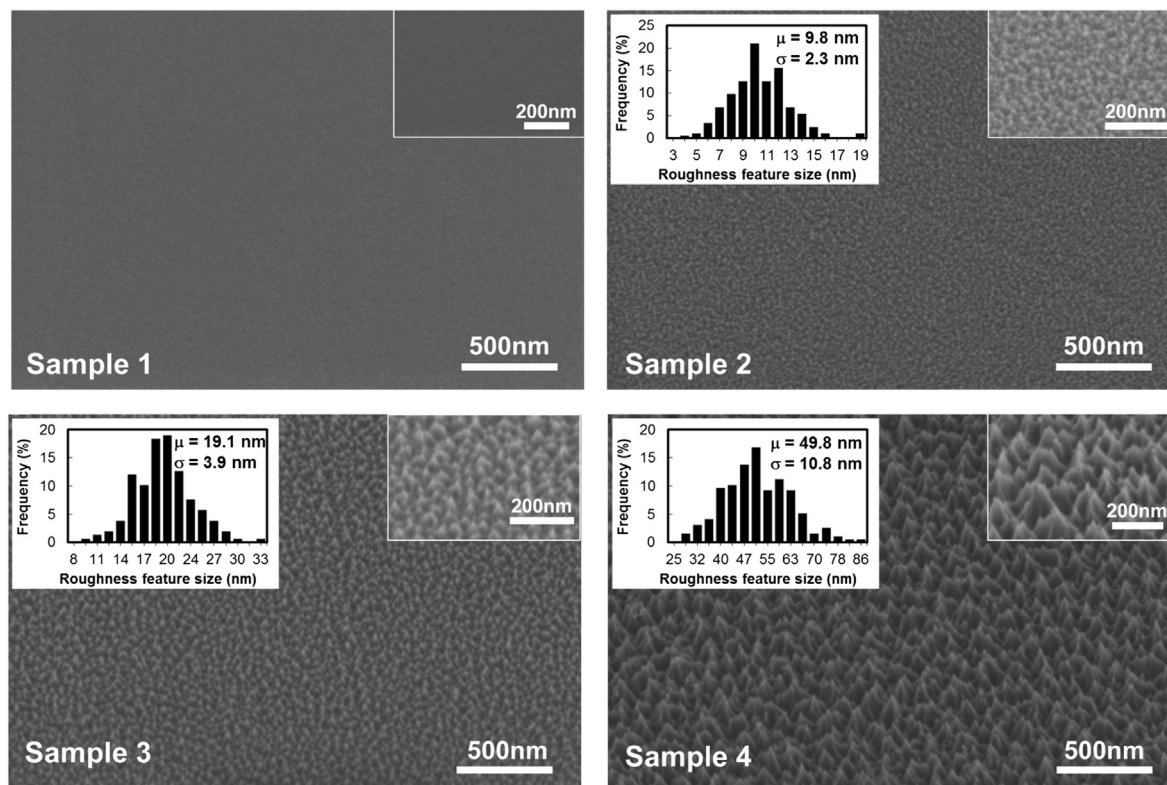 200nm
500nm
Sample 1
25
20
15
10
5
0
Frequency (%)
μ = 9.8 nm
σ = 2.3 nm
3 5 7 9 11 13 15 17 19
Roughness feature size (nm)
200nm
500nm
Sample 2
20
15
10
5
0
Frequency (%)
μ = 19.1 nm
σ = 3.9 nm
8 11 14 17 20 24 27 30 33
Roughness feature size (nm)
200nm
500nm
Sample 3
20
15
10
5
0
Frequency (%)
μ = 49.8 nm
σ = 10.8 nm
25 32 40 47 55 63 70 78 86
Roughness feature size (nm)
200nm
500nm
Sample 4